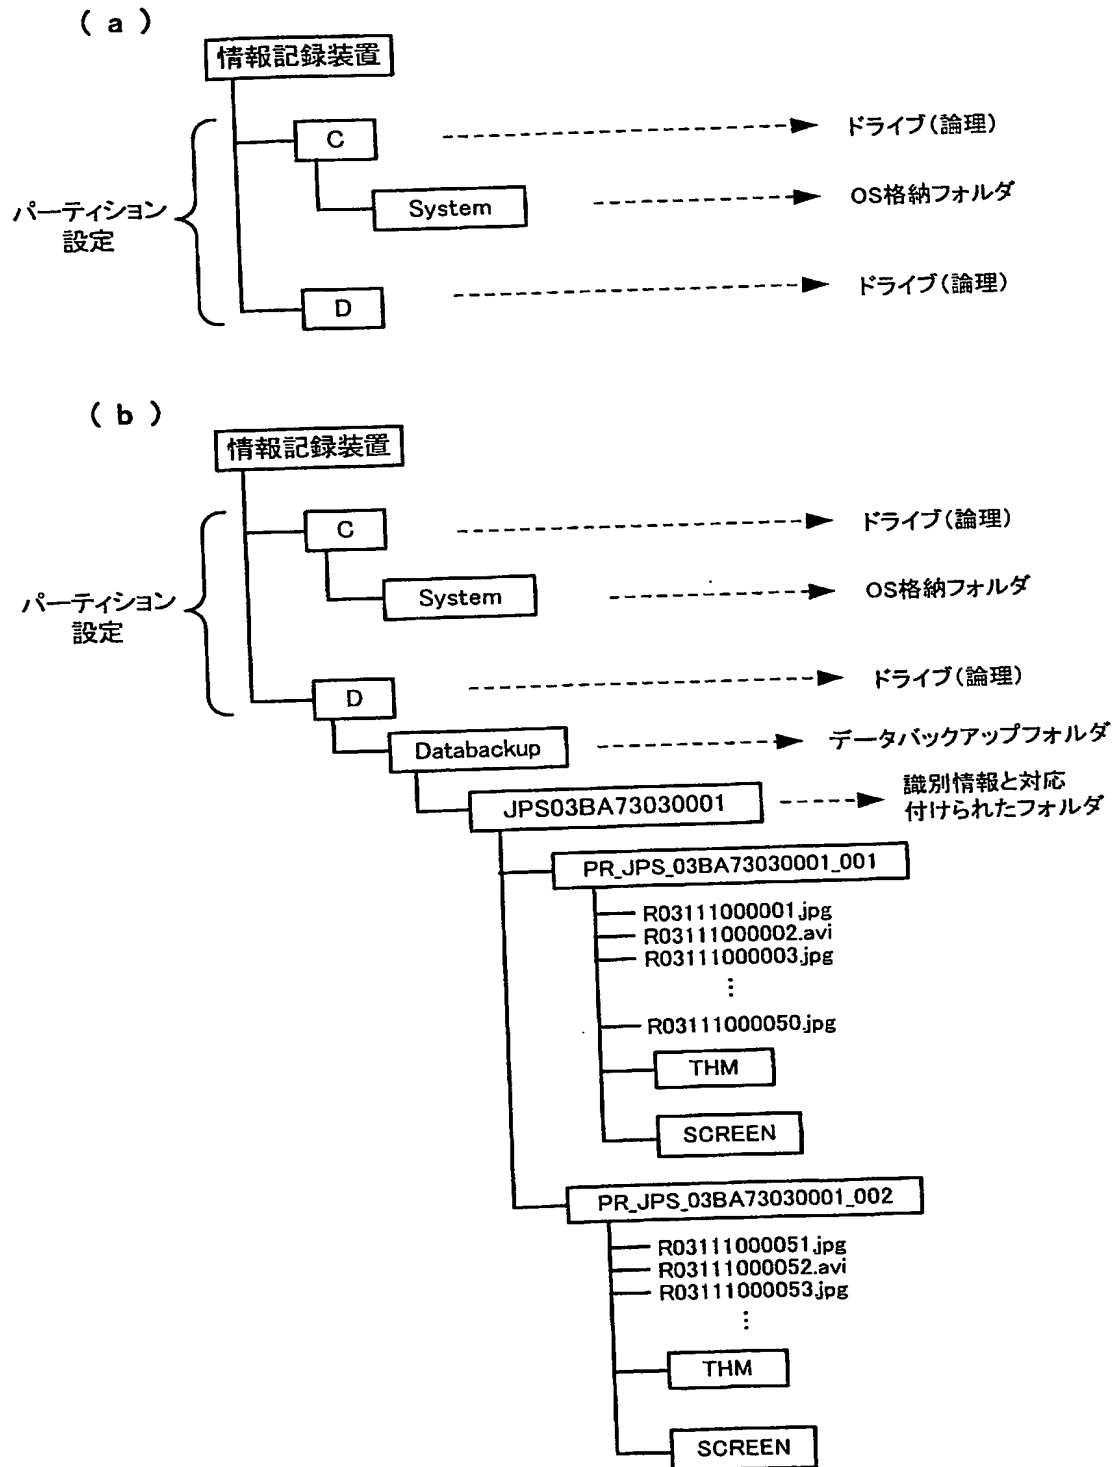 ( a )
情報記録装置
C
ドライブ(論理)
パーティション
設定
System
OS格納フォルダ
D
ドライブ(論理)
( b )
情報記録装置
C
ドライブ(論理)
パーティション
設定
System
OS格納フォルダ
D
ドライブ(論理)
Databackup
データバックアップフォルダ
JPS03BA73030001
識別情報と対応
付けられたフォルダ
PR_JPS_03BA73030001_001
R03111000001.jpg
R03111000002.avi
R03111000003.jpg
⋮
R03111000050.jpg
THM
SCREEN
PR_JPS_03BA73030001_002
R03111000051.jpg
R03111000052.avi
R03111000053.jpg
⋮
THM
SCREEN